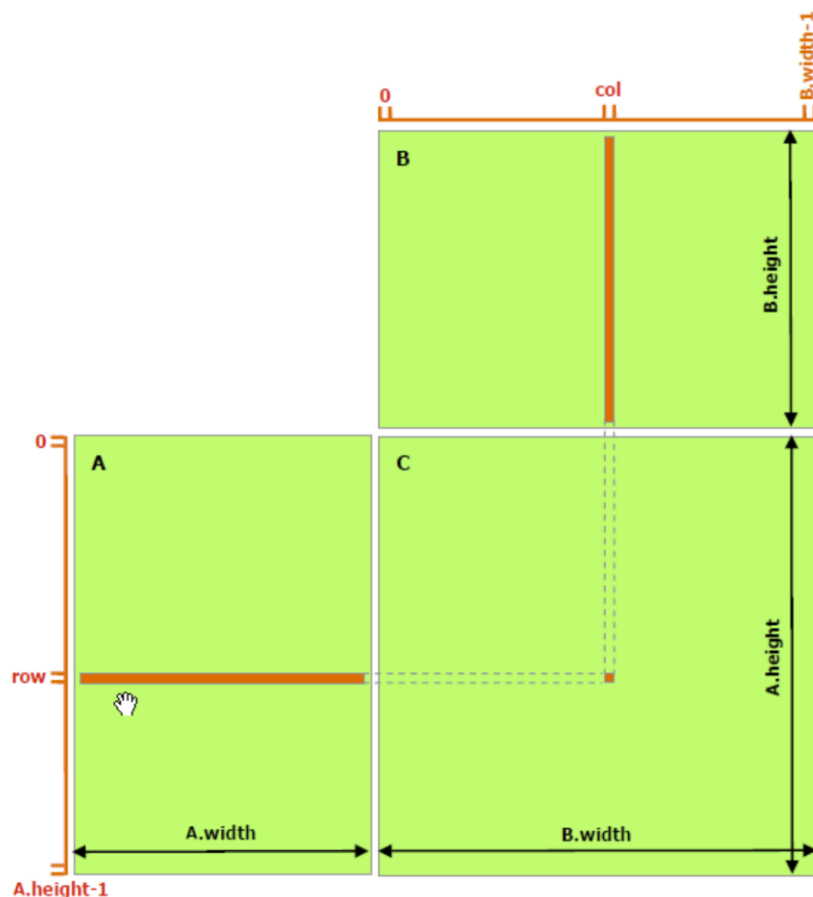 B.width-1
0
col
B
B.height
0
A
C
row
A.height
A.width
B.width
A.height-1